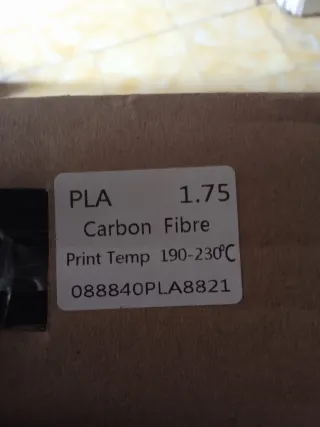 PLA 1.75
Carbon Fibre
Print Temp 190-230℃
088840PLA8821